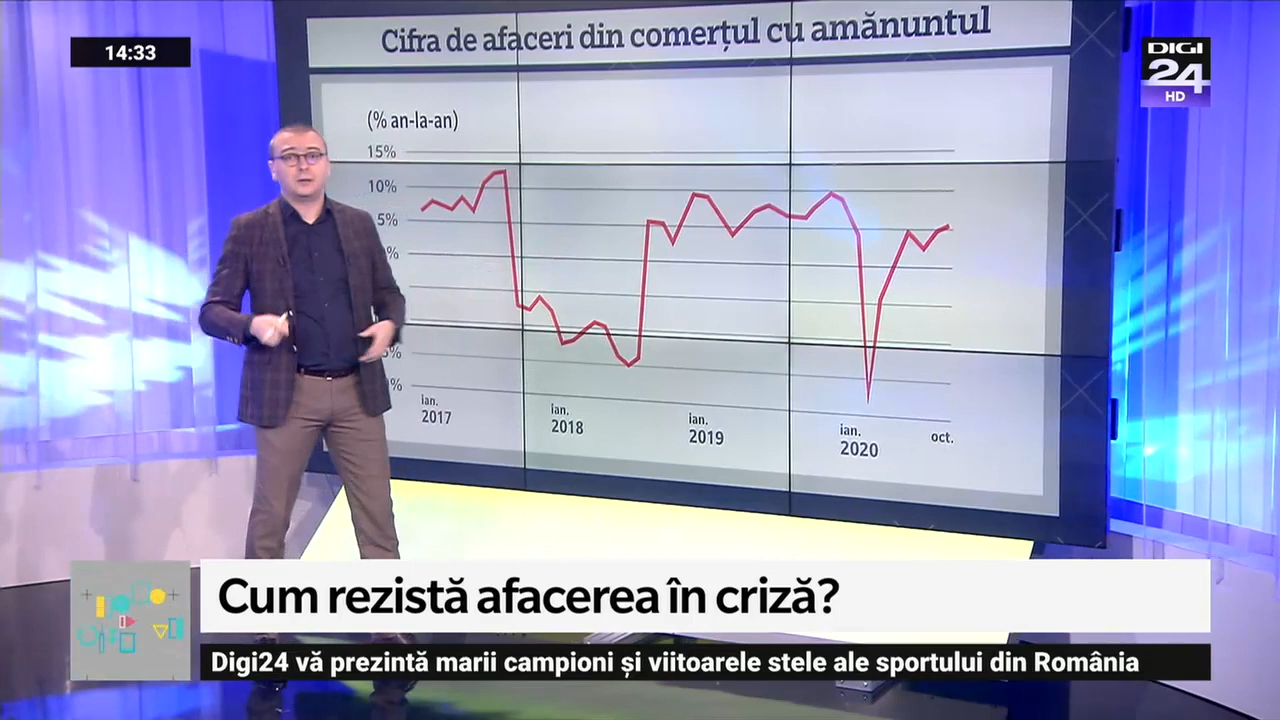 14:33
Cifra de afaceri din comerțul cu amănuntul
DIGI
24
HD
(% an-la-an)
15%
10%
5%
ian.
2017
ian.
2018
ian.
2019
ian.
2020
oct.
Cum rezistă afacerea în criză?
Digi24 vă prezintă marii campioni și viitoarele stele ale sportului din România